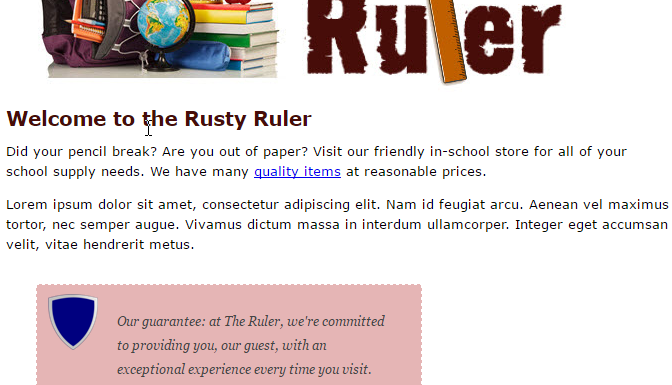 Ruler
Welcome to the Rusty Ruler
Did your pencil break? Are you out of paper? Visit our friendly in-school store for all of your
school supply needs. We have many quality items at reasonable prices.
Lorem ipsum dolor sit amet, consectetur adipiscing elit. Nam id feugiat arcu. Aenean vel maximus
tortor, nec semper augue. Vivamus dictum massa in interdum ullamcorper. Integer eget accumsan
velit, vitae hendrerit metus.
Our guarantee: at The Ruler, we're committed
to providing you, our guest, with an
exceptional experience every time you visit.